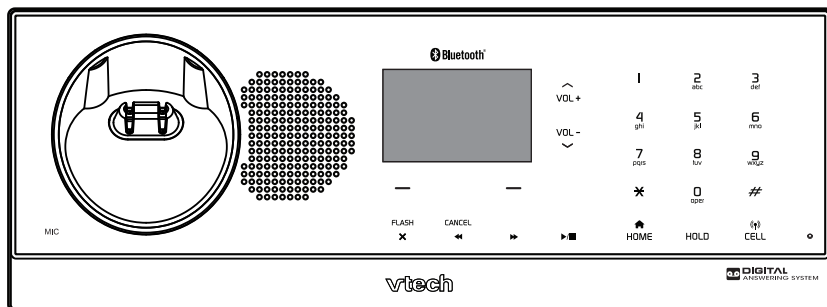 Bluetooth®
VOL +
VOL -
1
2
abc
3
def
4
ghi
5
jkl
6
mno
7
pqrs
8
tuv
9
wxyz
*
0
oper
#
FLASH
CANCEL
HOME
HOLD
CELL
MIC
vtech
DIGITAL
ANSWERING SYSTEM